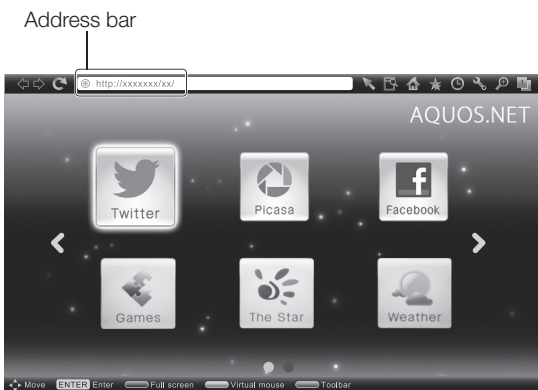 Address bar
http://xxxxxxx/xx/
AQUOS.NET
Twitter Picasa Facebook
Games The Star Weather
Move ENTER Enter Full screen Virtual mouse Toolbar